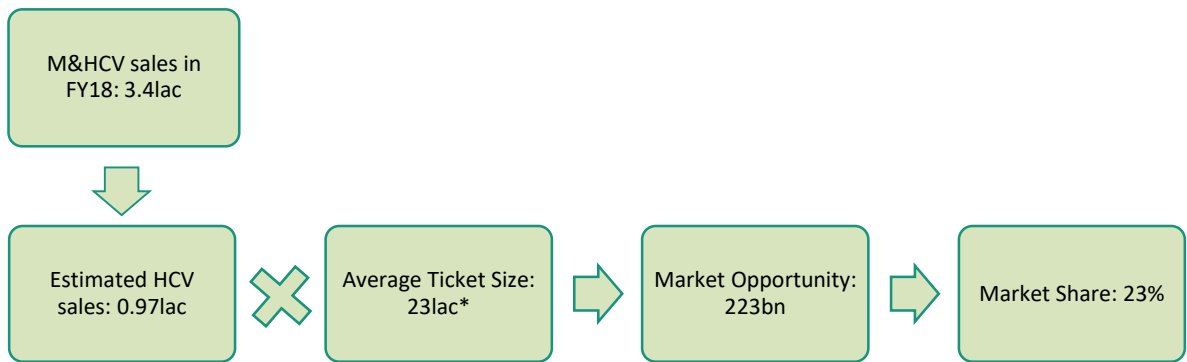 M&HCV sales in
FY18: 3.4lac
Estimated HCV
sales: 0.97lac
Average Ticket Size:
23lac*
Market Opportunity:
223bn
Market Share: 23%